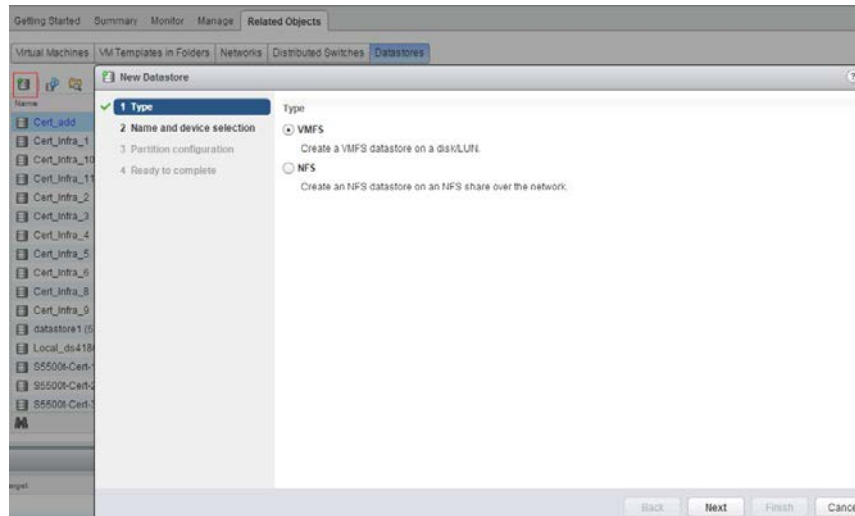 Getting Started Summary Monitor Manage Related Objects
Virtual Machines VM Templates in Folders Networks Distributed Switches Datastores
New Datastore ?
Name
1 Type
2 Name and device selection
3 Partition configuration
4 Ready to complete
Type
VMFS
Create a VMFS datastore on a disk/LUN.
NFS
Create an NFS datastore on an NFS share over the network.
Cert_add
Cert_Infra_1
Cert_Infra_10
Cert_Infra_11
Cert_Infra_2
Cert_Infra_3
Cert_Infra_4
Cert_Infra_5
Cert_Infra_6
Cert_Infra_8
Cert_Infra_9
datastore1 (5
Local_ds418
S5500t-Cert-
S5500t-Cert-2
S5500t-Cert-3
arget
Back Next Finish Cance